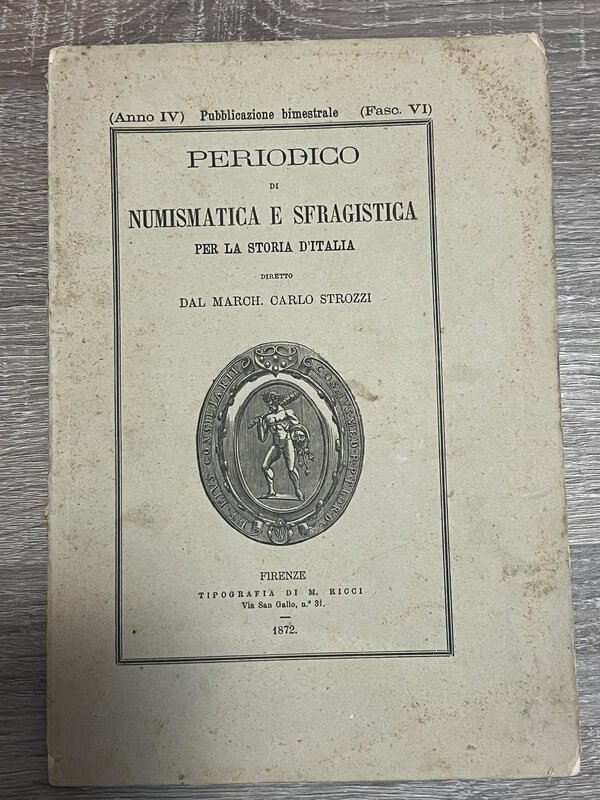 (Anno IV) Pubblicazione bimestrale (Fasc. VI)
PERIODICO
DI
NUMISMATICA E SFRAGISTICA
PER LA STORIA D'ITALIA
DIRETTO
DAL MARCH. CARLO STROZZI
FIRENZE
TIPOGRAFIA DI M. RICCI
Via San Gallo, n.° 31.
1872.